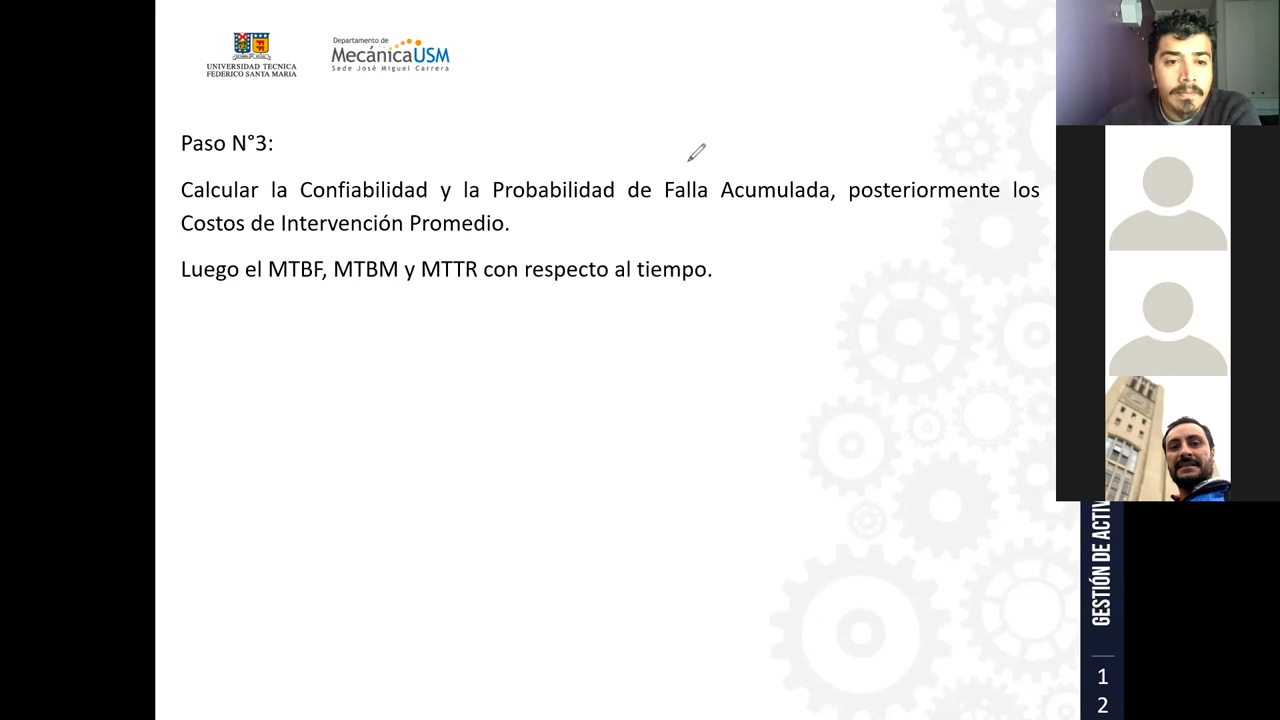 UNIVERSIDAD TECNICA
FEDERICO SANTA MARIA
Departamento de
MecánicaUSM
Sede José Miguel Carrera
Paso N°3:
Calcular la Confiabilidad y la Probabilidad de Falla Acumulada, posteriormente los
Costos de Intervención Promedio.
Luego el MTBF, MTBM y MTTR con respecto al tiempo.
GESTIÓN DE
1
2